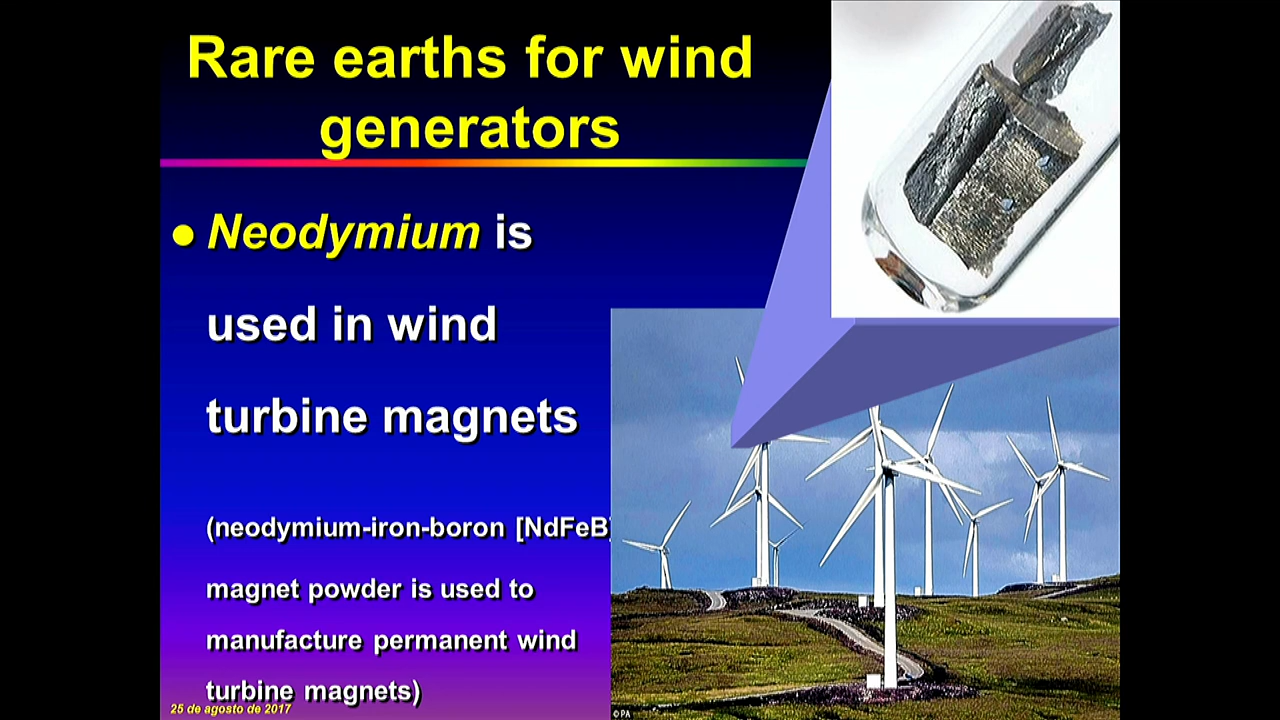 Rare earths for wind
generators
● Neodymium is
used in wind
turbine magnets
(neodymium-iron-boron [NdFeB]
magnet powder is used to
manufacture permanent wind
turbine magnets)
25 de agosto de 2017
© PA